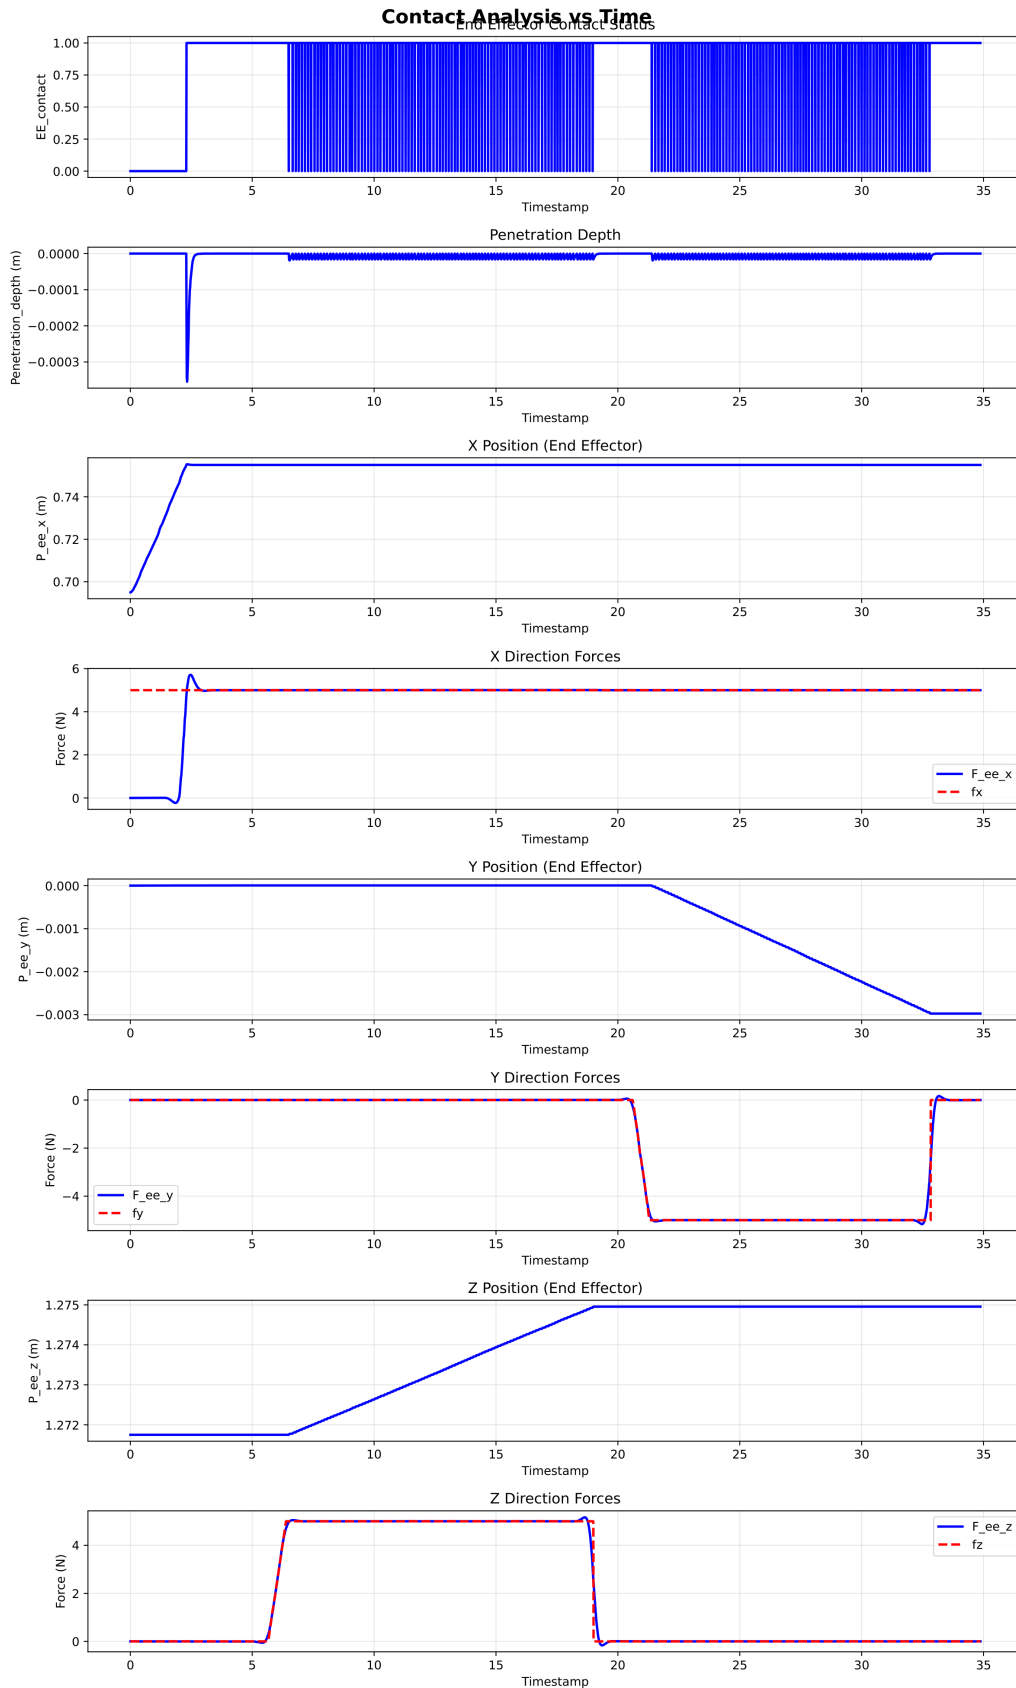 Contact Analysis vs Time
End Effector Contact Status
EE_contact
1.00
0.75
0.50
0.25
0.00
0 5 10 15 20 25 30 35
Timestamp
Penetration Depth
Penetration_depth (m)
0.0000
−0.0001
−0.0002
−0.0003
0 5 10 15 20 25 30 35
Timestamp
X Position (End Effector)
P_ee_x (m)
0.74
0.72
0.70
0 5 10 15 20 25 30 35
Timestamp
X Direction Forces
Force (N)
6
4
2
0
F_ee_x
fx
0 5 10 15 20 25 30 35
Timestamp
Y Position (End Effector)
P_ee_y (m)
0.000
−0.001
−0.002
−0.003
0 5 10 15 20 25 30 35
Timestamp
Y Direction Forces
Force (N)
0
−2
−4
F_ee_y
fy
0 5 10 15 20 25 30 35
Timestamp
Z Position (End Effector)
P_ee_z (m)
1.275
1.274
1.273
1.272
0 5 10 15 20 25 30 35
Timestamp
Z Direction Forces
Force (N)
4
2
0
F_ee_z
fz
0 5 10 15 20 25 30 35
Timestamp